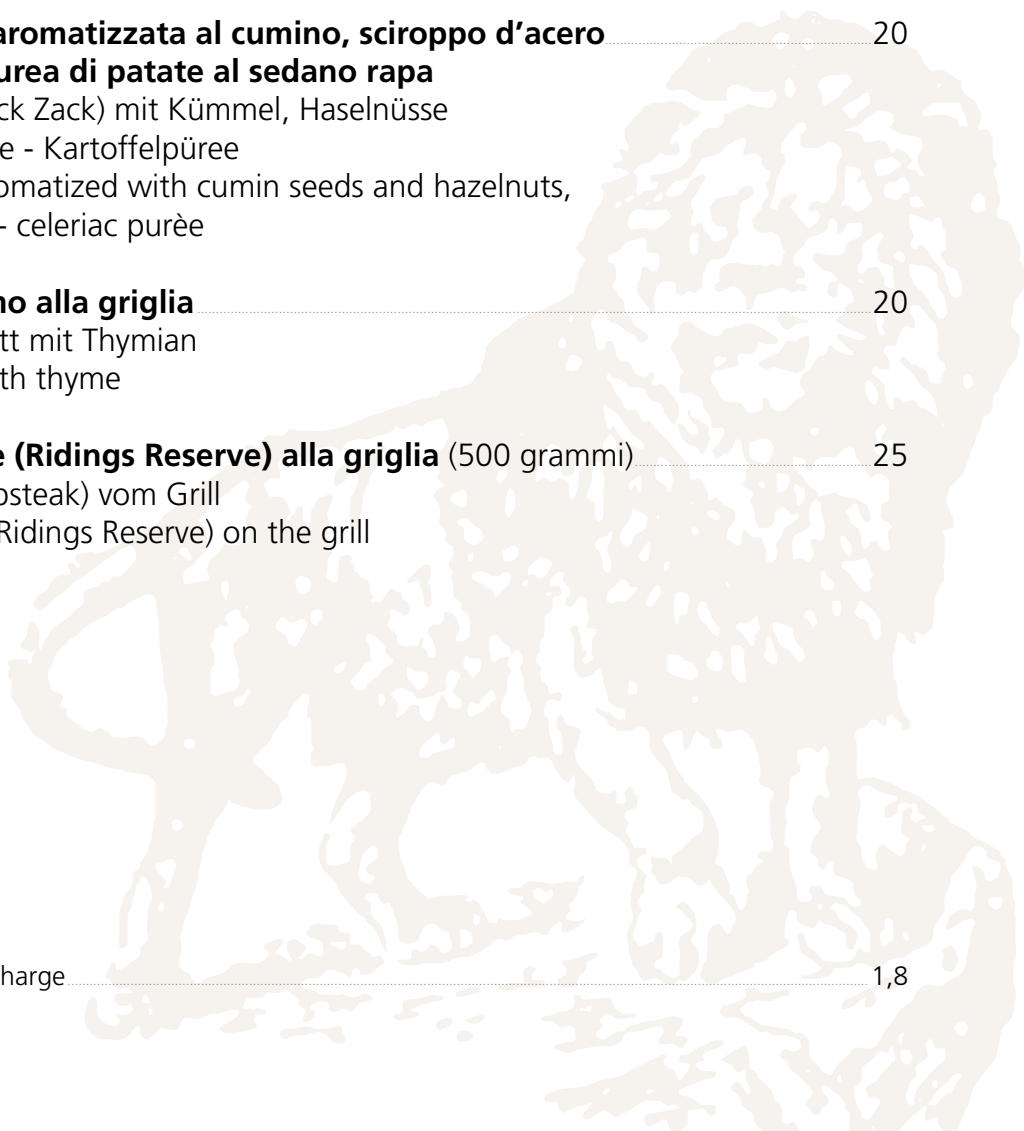 aromatizzata al cumino, sciroppo d’acero 20
urea di patate al sedano rapa
ck Zack) mit Kümmel, Haselnüsse
e - Kartoffelpüree
omatized with cumin seeds and hazelnuts,
- celeriac purèe
no alla griglia 20
tt mit Thymian
th thyme
e (Ridings Reserve) alla griglia (500 grammi) 25
osteak) vom Grill
Ridings Reserve) on the grill
harge 1,8